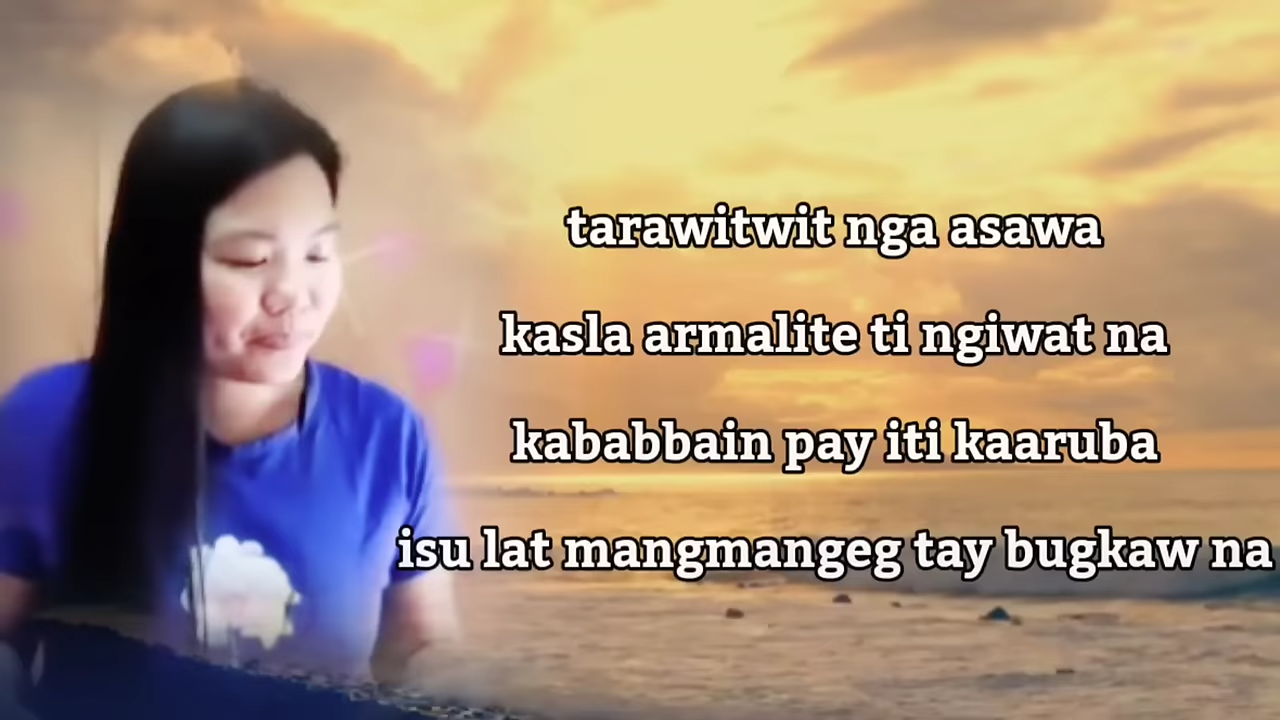 tarawitwit nga asawa
kasla armalite ti ngiwat na
kababbain pay iti kaaruba
isu lat mangmangeg tay bugkaw na